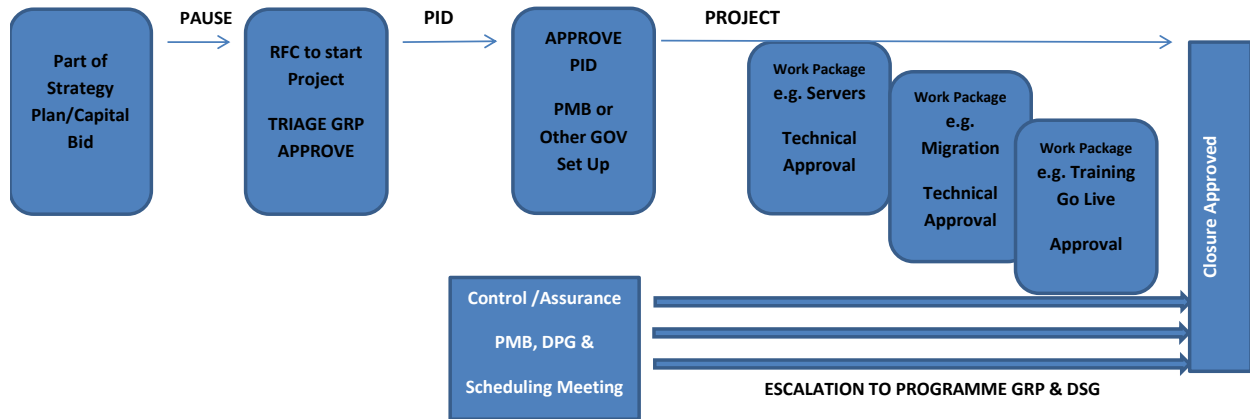 PAUSE
PID
PROJECT
Part of
Strategy
Plan/Capital
Bid
RFC to start
Project
TRIAGE GRP
APPROVE
APPROVE
PID
PMB or
Other GOV
Set Up
Work Package
e.g. Servers
Technical
Approval
Work Package
e.g.
Migration
Technical
Approval
Work Package
e.g. Training
Go Live
Approval
Closure Approved
Control /Assurance
PMB, DPG &
Scheduling Meeting
ESCALATION TO PROGRAMME GRP & DSG